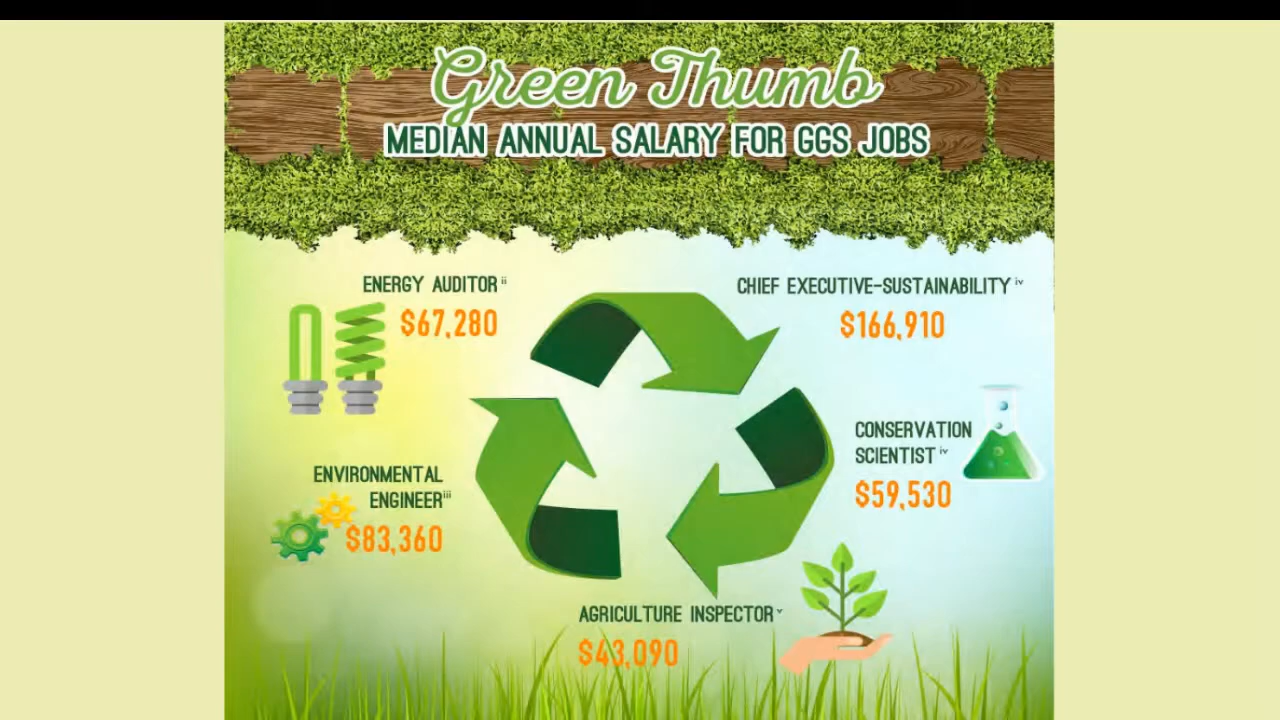 Green Thumb
MEDIAN ANNUAL SALARY FOR GGS JOBS
ENERGY AUDITOR ii
$67,280
CHIEF EXECUTIVE-SUSTAINABILITY iv
$166,910
CONSERVATION
SCIENTIST iv
$59,530
ENVIRONMENTAL
ENGINEER iii
$83,360
AGRICULTURE INSPECTOR v
$43,090